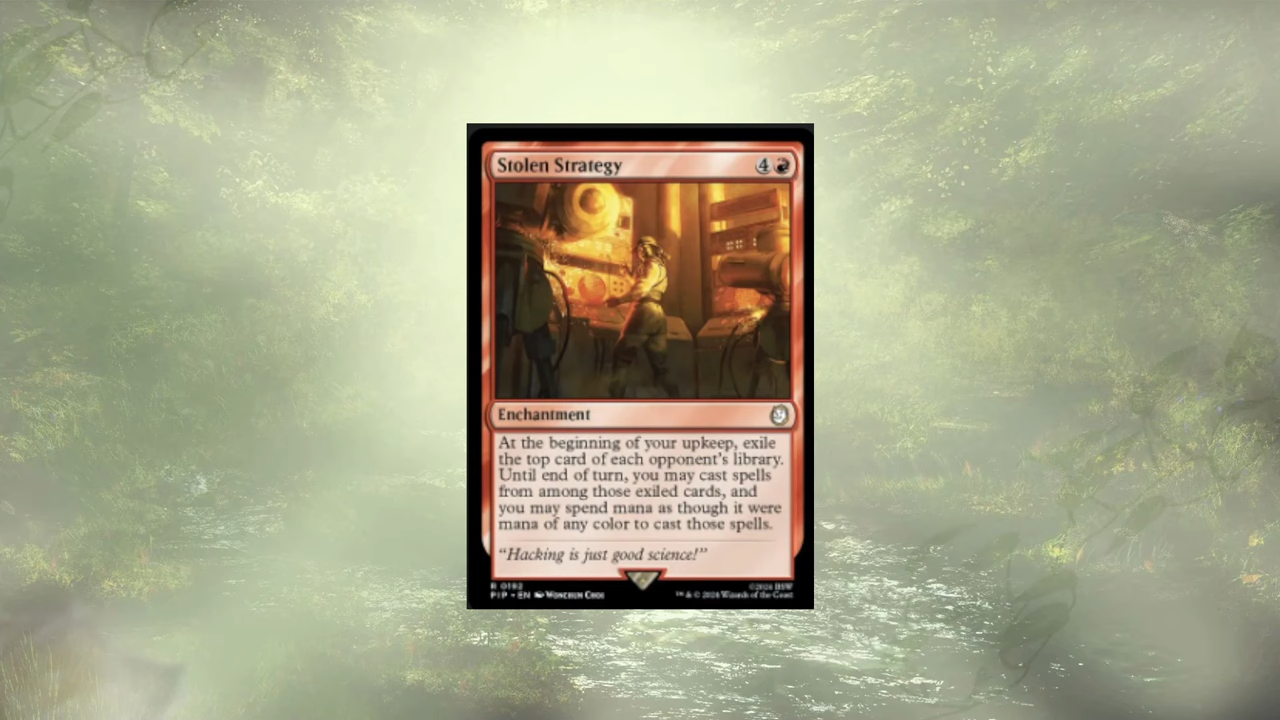 Stolen Strategy 4
Enchantment
At the beginning of your upkeep, exile
the top card of each opponent's library.
Until end of turn, you may cast spells
from among those exiled cards, and
you may spend mana as though it were
mana of any color to cast those spells.
"Hacking is just good science!"
R 0192
PIP • EN Wonchun Choi
©2024 BSW
™ & © 2024 Wizards of the Coast